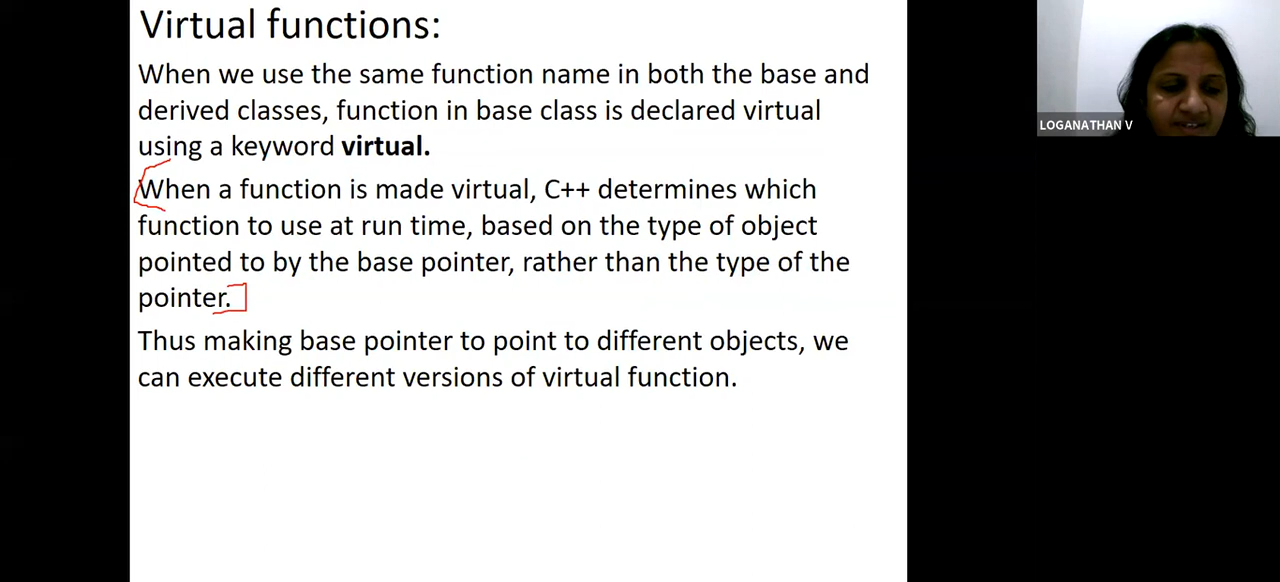 Virtual functions:
When we use the same function name in both the base and
derived classes, function in base class is declared virtual
using a keyword virtual.
When a function is made virtual, C++ determines which
function to use at run time, based on the type of object
pointed to by the base pointer, rather than the type of the
pointer.
Thus making base pointer to point to different objects, we
can execute different versions of virtual function.
LOGANATHAN V